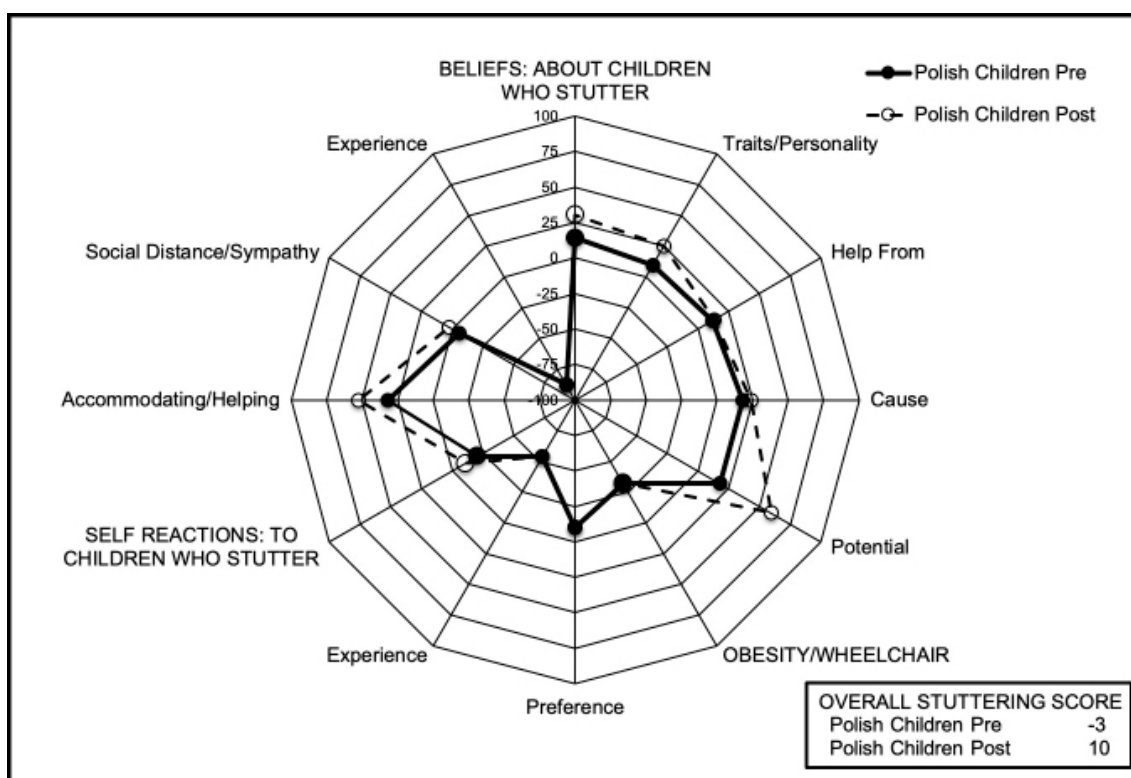 BELIEFS: ABOUT CHILDREN
WHO STUTTER
Polish Children Pre
Polish Children Post
100
75
50
25
0
-25
-50
-75
-100
Experience
Traits/Personality
Social Distance/Sympathy
Help From
Accommodating/Helping
Cause
SELF REACTIONS: TO
CHILDREN WHO STUTTER
Potential
Experience
OBESITY/WHEELCHAIR
Preference
OVERALL STUTTERING SCORE
Polish Children Pre -3
Polish Children Post 10